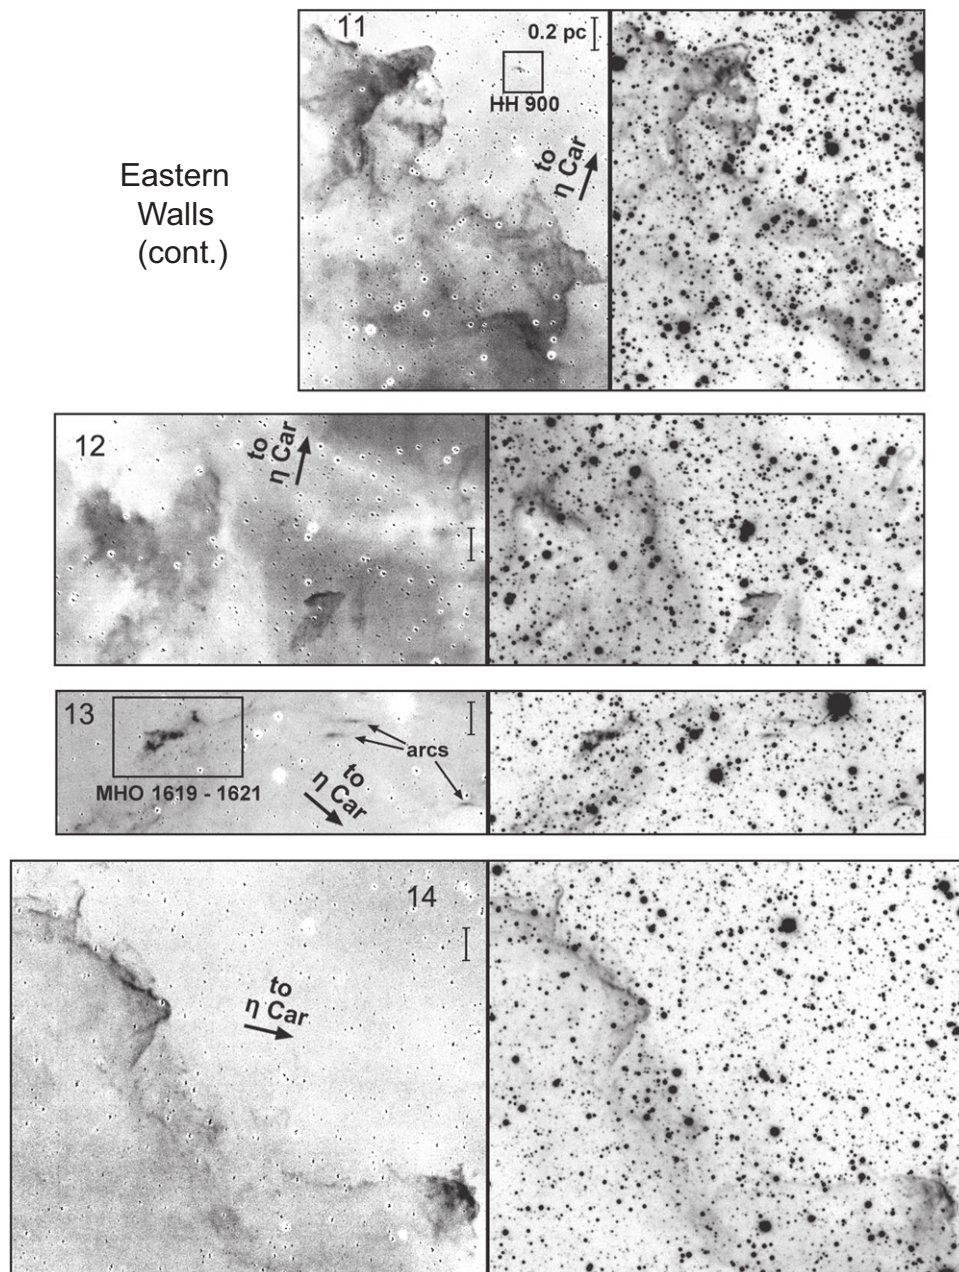 Eastern
Walls
(cont.)
11
0.2 pc
HH 900
to
η Car
12
to
η Car
13
arcs
MHO 1619 - 1621
to
η Car
14
to
η Car